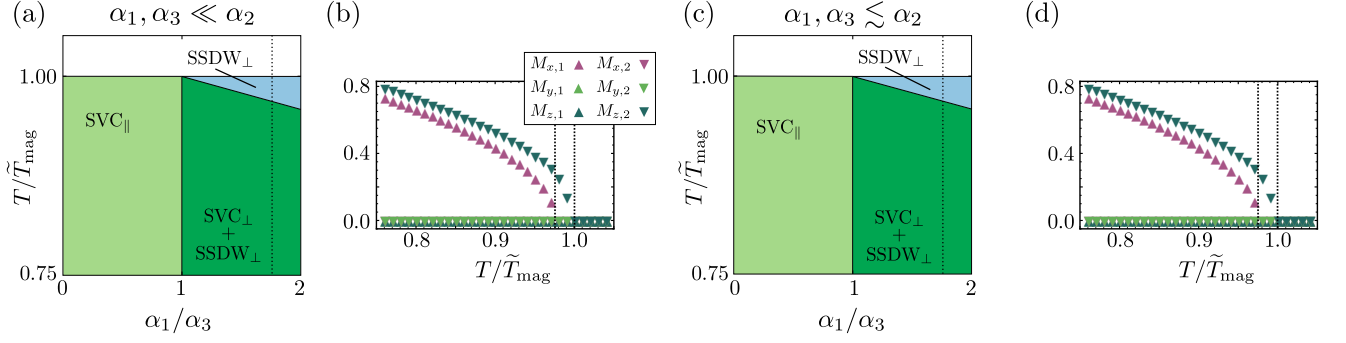 (a)
α₁, α₃ ≪ α₂
SSDW⊥
1.00
SVC∥
T/T̃mag
SVC⊥
+
SSDW⊥
0.75
0
1
2
α₁/α₃
(b)
Mx,1 Mx,2
My,1 My,2
Mz,1 Mz,2
0.8
0.4
0.0
0.8
0.9
1.0
T/T̃mag
(c)
α₁, α₃ ≲ α₂
SSDW⊥
1.00
SVC∥
T/T̃mag
SVC⊥
+
SSDW⊥
0.75
0
1
2
α₁/α₃
(d)
0.8
0.4
0.0
0.8
0.9
1.0
T/T̃mag